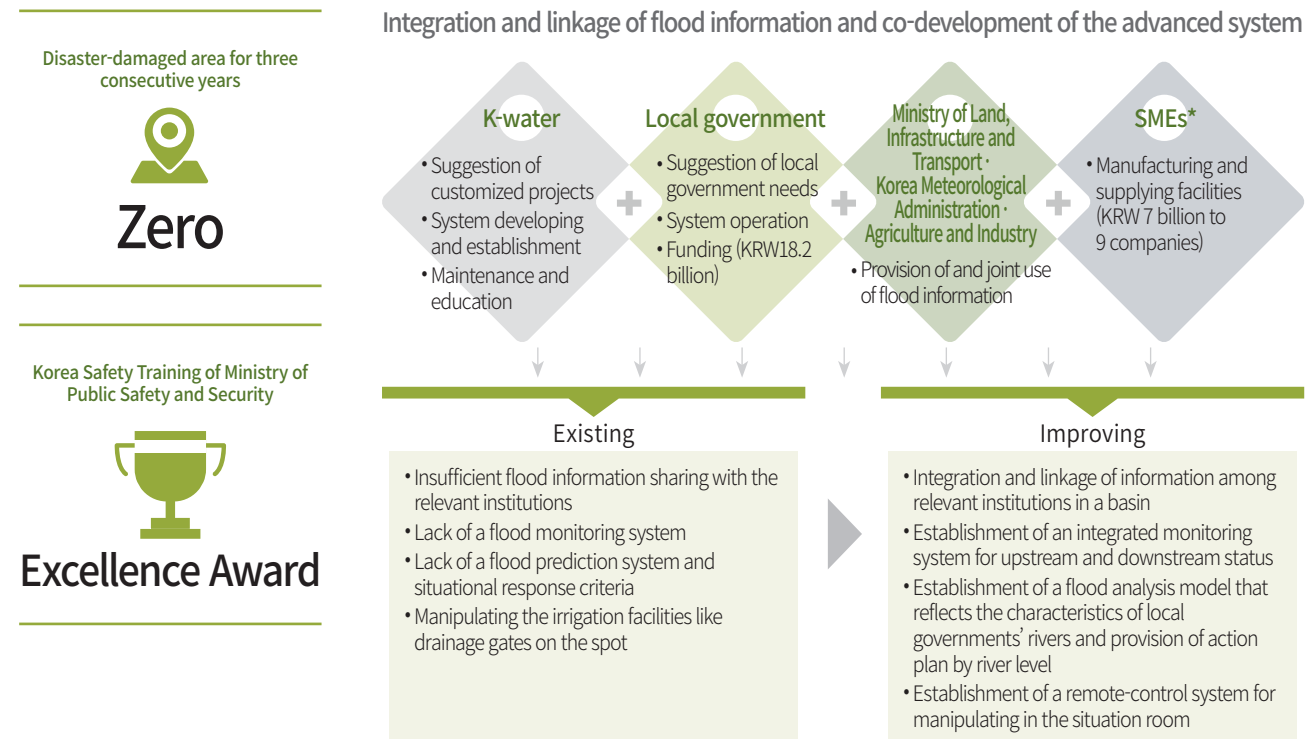 Disaster-damaged area for three
consecutive years
Zero
Korea Safety Training of Ministry of
Public Safety and Security
Excellence Award
Integration and linkage of flood information and co-development of the advanced system
K-water
• Suggestion of
customized projects
• System developing
and establishment
• Maintenance and
education
Local government
• Suggestion of local
government needs
• System operation
• Funding (KRW18.2
billion)
Ministry of Land,
Infrastructure and
Transport ·
Korea Meteorological
Administration ·
Agriculture and Industry
• Provision of and joint use
of flood information
SMEs*
• Manufacturing and
supplying facilities
(KRW 7 billion to
9 companies)
Existing
• Insufficient flood information sharing with the
relevant institutions
• Lack of a flood monitoring system
• Lack of a flood prediction system and
situational response criteria
• Manipulating the irrigation facilities like
drainage gates on the spot
Improving
• Integration and linkage of information among
relevant institutions in a basin
• Establishment of an integrated monitoring
system for upstream and downstream status
• Establishment of a flood analysis model that
reflects the characteristics of local
governments’ rivers and provision of action
plan by river level
• Establishment of a remote-control system for
manipulating in the situation room